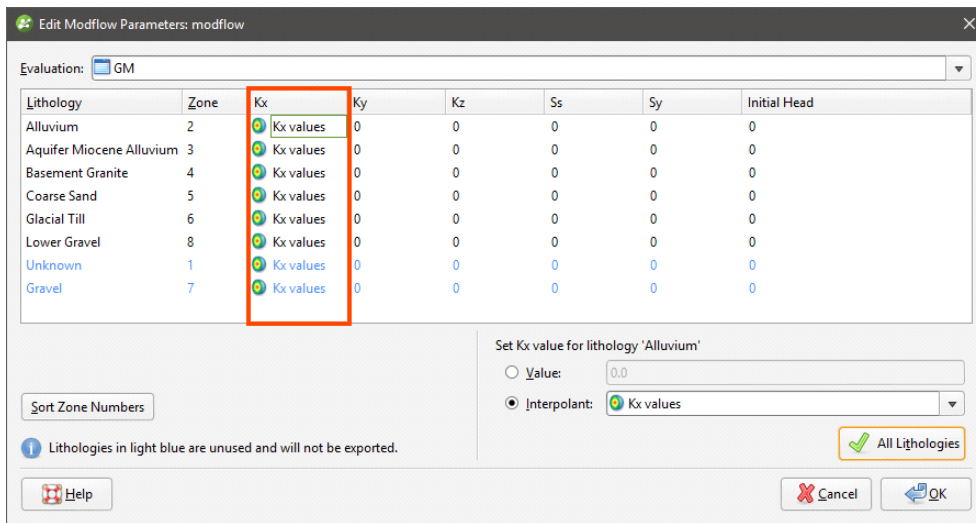 Edit Modflow Parameters: modflow
Evaluation: GM
Lithology Zone Kx Ky Kz Ss Sy Initial Head
Alluvium 2 Kx values 0 0 0 0 0
Aquifer Miocene Alluvium 3 Kx values 0 0 0 0 0
Basement Granite 4 Kx values 0 0 0 0 0
Coarse Sand 5 Kx values 0 0 0 0 0
Glacial Till 6 Kx values 0 0 0 0 0
Lower Gravel 8 Kx values 0 0 0 0 0
Unknown 1 Kx values 0 0 0 0 0
Gravel 7 Kx values 0 0 0 0 0
Set Kx value for lithology 'Alluvium'
Value: 0.0
Sort Zone Numbers
Interpolant: Kx values
Lithologies in light blue are unused and will not be exported.
All Lithologies
Help
Cancel
OK